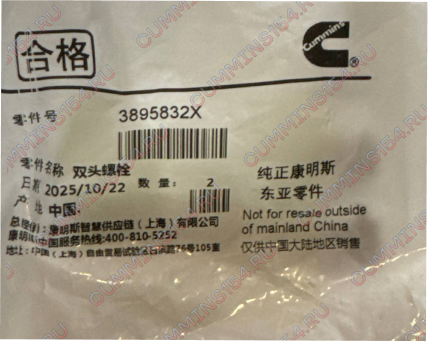 合格
Cummins
®
零件号 3895832X
零件名称 双头螺栓
日期 2025/10/22 数量: 2
产地 中国
纯正康明斯
东亚零件
总经销: 康明斯智慧供应链(上海)有限公司
康明斯中国服务热线:400-810-5252
Not for resale outside
of mainland China
仅供中国大陆地区销售
CUMMINS154.RU